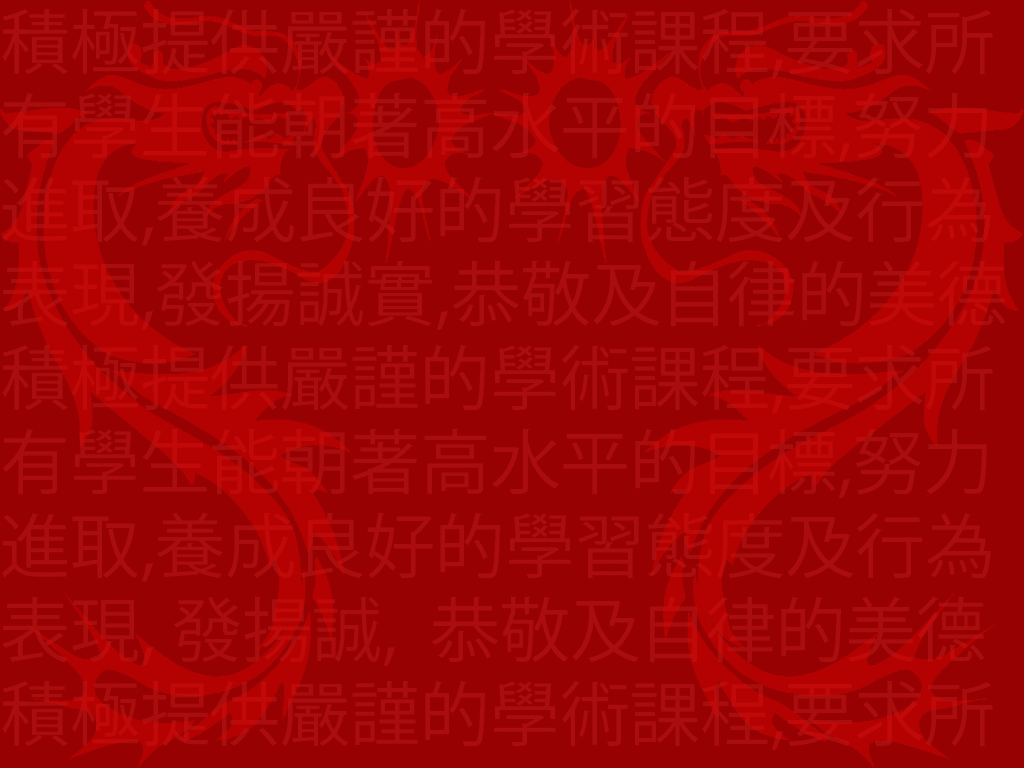 積極提供嚴謹的學術課程,要求所
有學生能朝著高水平的目標,努力
進取,養成良好的學習態度及行為
表現,發揚誠實,恭敬及自律的美德
積極提供嚴謹的學術課程,要求所
有學生能朝著高水平的目標,努力
進取,養成良好的學習態度及行為
表現, 發揚誠, 恭敬及自律的美德
積極提供嚴謹的學術課程,要求所